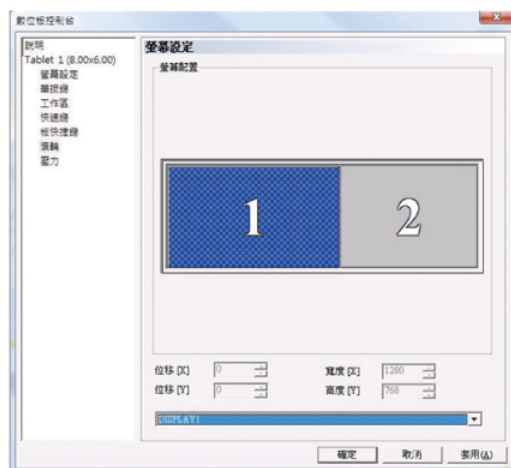 數位板控制台
說明
Tablet 1 (8.00x6.00)
螢幕設定
筆按鍵
工作區
快速鍵
板快捷鍵
滾輪
壓力
螢幕設定
螢幕配置
1
2
位移 [X]
0
寬度 [X]
1280
位移 [Y]
0
高度 [Y]
768
DISPLAY1
確定
取消
套用(A)